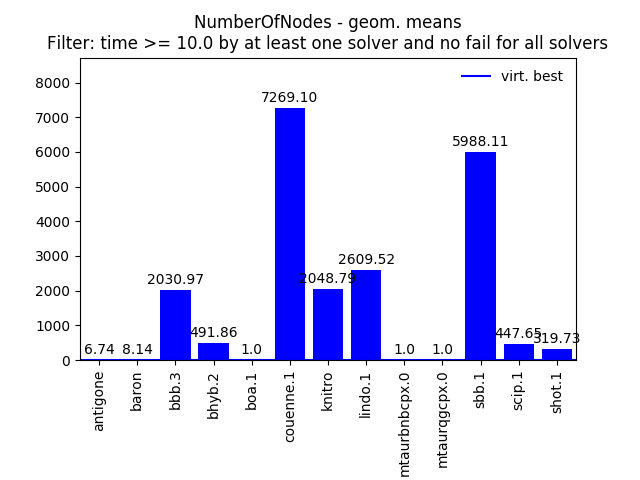 NumberOfNodes - geom. means
Filter: time >= 10.0 by at least one solver and no fail for all solvers
virt. best
8000
7000
6000
5000
4000
3000
2000
1000
0
6.74
8.14
2030.97
491.86
1.0
7269.10
2048.79
2609.52
1.0
1.0
5988.11
447.65
319.73
antigone
baron
bbb.3
bhyb.2
boa.1
couenne.1
knitro
lindo.1
mtaurbnbcpx.0
mtaurqgcpx.0
sbb.1
scip.1
shot.1